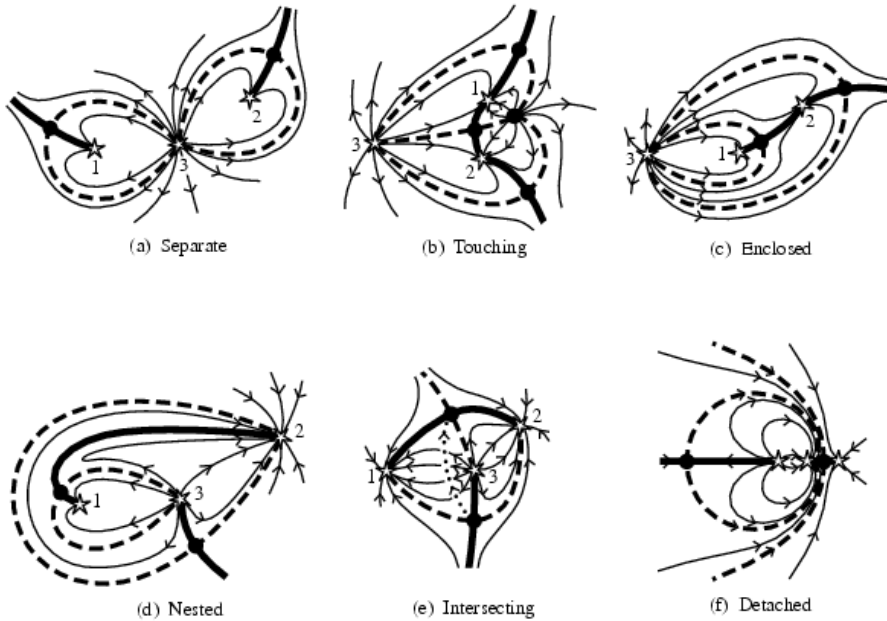 1
2
3
(a) Separate
1
3
2
(b) Touching
3
1
2
(c) Enclosed
2
1
3
(d) Nested
2
1
3
(e) Intersecting
(f) Detached